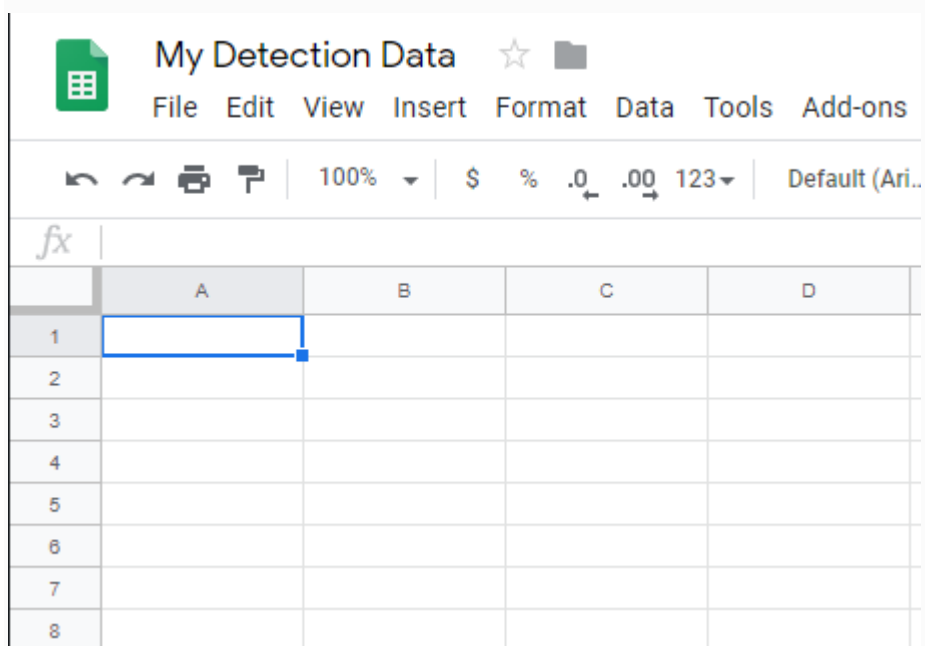 My Detection Data
File Edit View Insert Format Data Tools Add-ons
100% $ % .0 .00 123 Default (Ari...
fx
A B C D
1
2
3
4
5
6
7
8